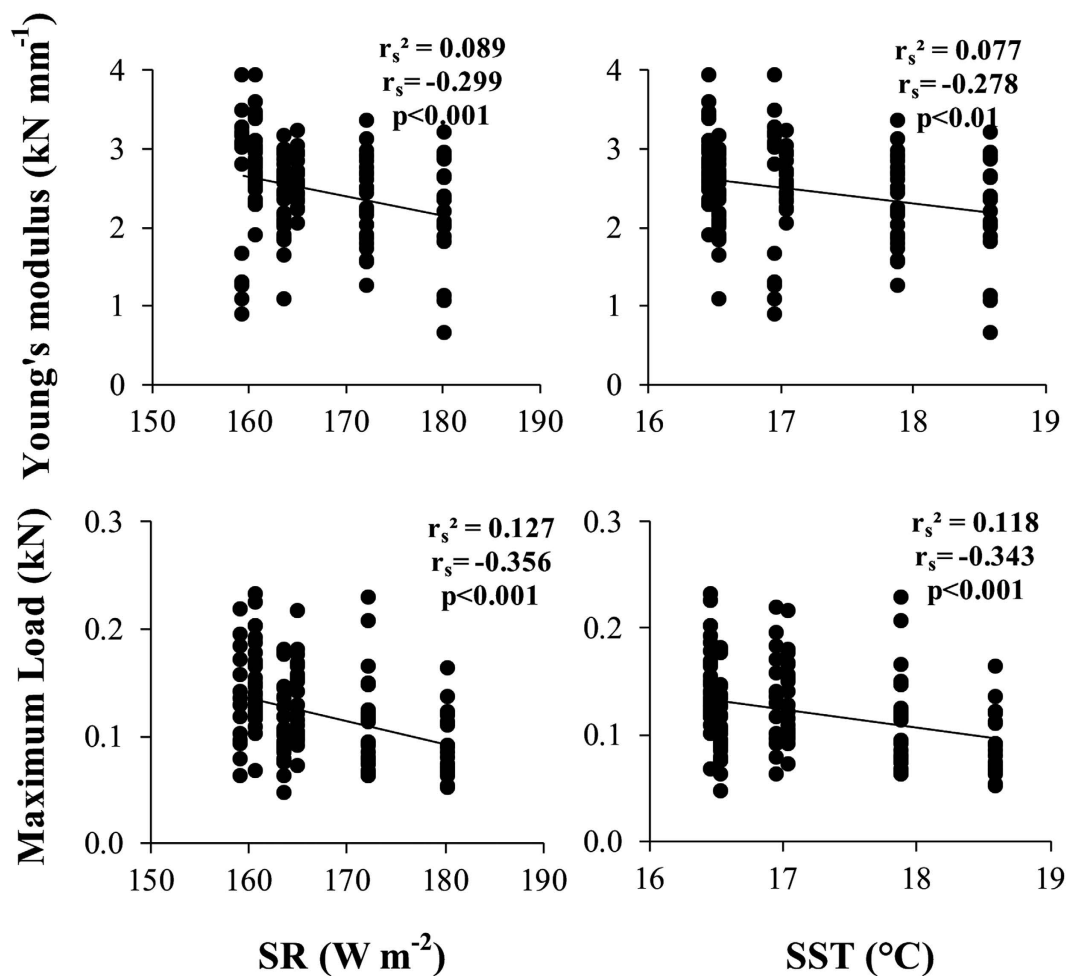 Young's modulus (kN mm⁻¹)
rₛ² = 0.089
rₛ= -0.299
p<0.001
4
3
2
1
0
150 160 170 180 190
rₛ² = 0.077
rₛ= -0.278
p<0.01
4
3
2
1
0
16 17 18 19
Maximum Load (kN)
rₛ² = 0.127
rₛ= -0.356
p<0.001
0.3
0.2
0.1
0.0
150 160 170 180 190
SR (W m⁻²)
rₛ² = 0.118
rₛ= -0.343
p<0.001
0.3
0.2
0.1
0.0
16 17 18 19
SST (°C)